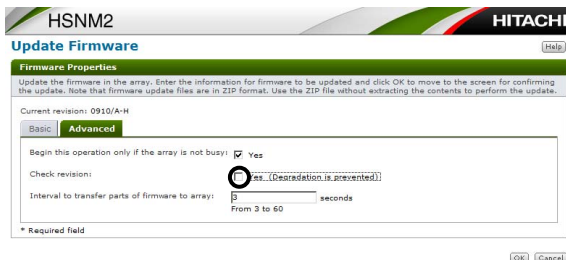 HSNM2
HITACHI
Update Firmware
Help
Firmware Properties
Update the firmware in the array. Enter the information for firmware to be updated and click OK to move to the screen for confirming
the update. Note that firmware update files are in ZIP format. Use the ZIP file without extracting the contents to perform the update.
Current revision: 0910/A-H
Basic Advanced
Begin this operation only if the array is not busy: Yes
Check revision: Yes (Degradation is prevented)
Interval to transfer parts of firmware to array: 3 seconds
From 3 to 60
* Required field
OK Cancel